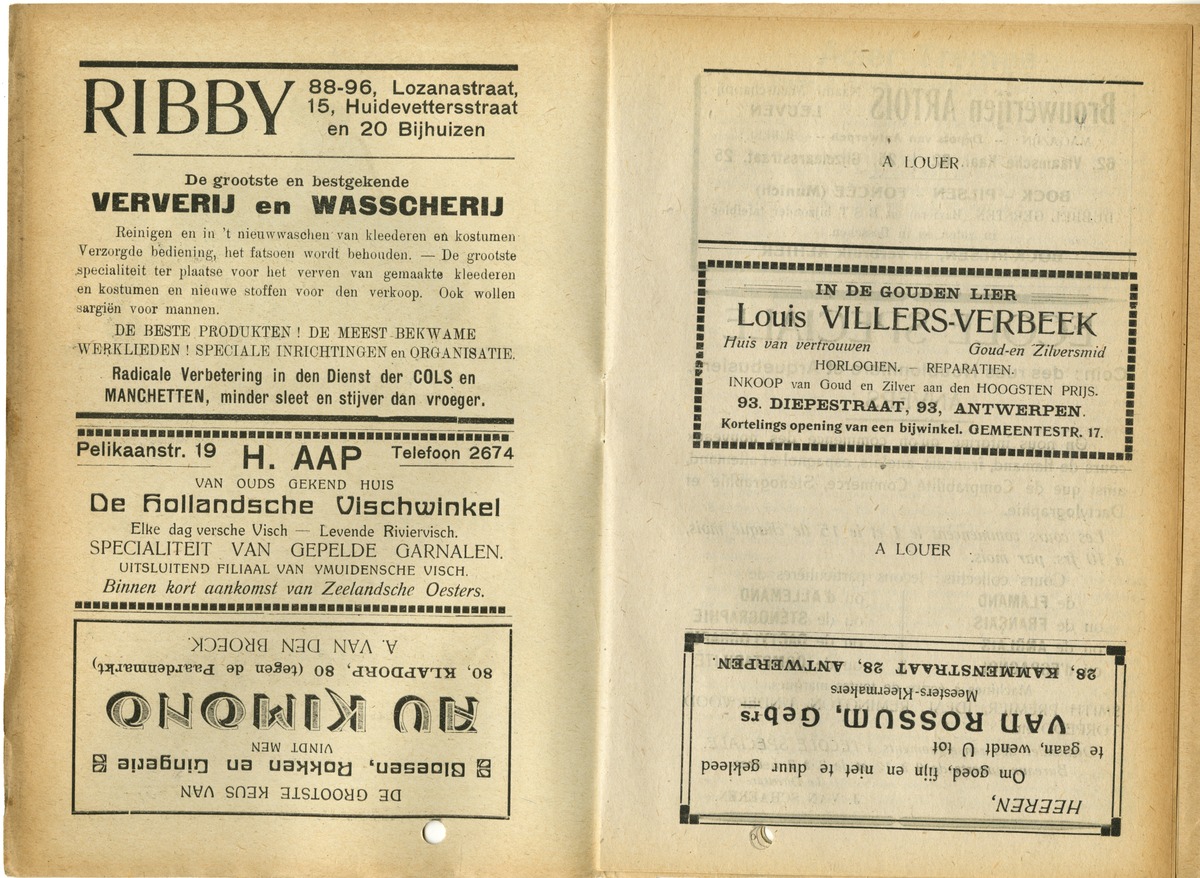 RIBBY
88-96, Lozanastraat,
15, Huidevettersstraat
en 20 Bijhuizen
De grootste en bestgekende
VERVERIJ en WASSCHERIJ
Reinigen en in 't nieuwwaschen van kleederen en kostumen
Verzorgde bediening, het fatsoen wordt behouden. — De grootste
specialiteit ter plaatse voor het verven van gemaakte kleederen
en kostumen en nieuwe stoffen voor den verkoop. Ook wollen
sargiën voor mannen.
DE BESTE PRODUKTEN ! DE MEEST BEKWAME
WERKLIEDEN ! SPECIALE INRICHTINGEN en ORGANISATIE.
Radicale Verbetering in den Dienst der COLS en
MANCHETTEN, minder sleet en stijver dan vroeger.
Pelikaanstr. 19 H. AAP Telefoon 2674
VAN OUDS GEKEND HUIS
De Hollandsche Vischwinkel
Elke dag versche Visch — Levende Riviervisch.
SPECIALITEIT VAN GEPELDE GARNALEN.
UITSLUITEND FILIAAL VAN YMUIDENSCHE VISCH.
Binnen kort aankomst van Zeelandsche Oesters.
DE GROOTSTE KEUS VAN
Bloesen, Rokken en Lingerie
VINDT MEN
AU KIMONO
80, KLAPDORP, 80 (tegen de Paardenmarkt)
A. VAN DEN BROECK.
A LOUER
IN DE GOUDEN LIER
Louis VILLERS-VERBEEK
Huis van vertrouwen Goud-en Zilversmid
HORLOGIEN. — REPARATIEN.
INKOOP van Goud en Zilver aan den HOOGSTEN PRIJS.
93. DIEPESTRAAT, 93, ANTWERPEN.
Kortelings opening van een bijwinkel. GEMEENTESTR. 17.
A LOUER
HEEREN,
Om goed, fijn en niet te duur gekleed
te gaan, wendt U tot
VAN ROSSUM, Gebrs
Meesters-Kleermakers
28, KAMMENSTRAAT, 28, ANTWERPEN.